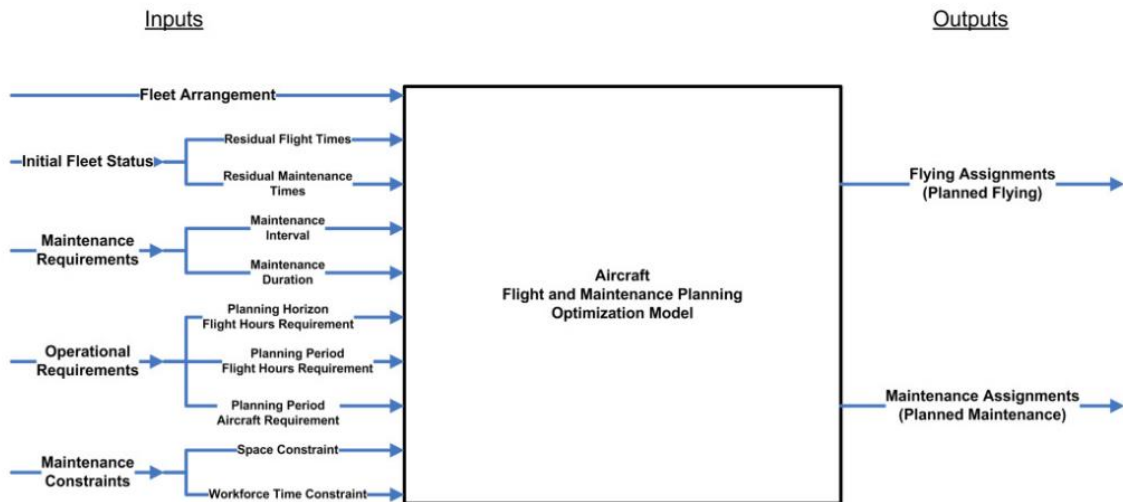 Inputs
Outputs
Fleet Arrangement
Initial Fleet Status
Residual Flight Times
Residual Maintenance
Times
Maintenance
Requirements
Maintenance
Interval
Maintenance
Duration
Operational
Requirements
Planning Horizon
Flight Hours Requirement
Planning Period
Flight Hours Requirement
Planning Period
Aircraft Requirement
Maintenance
Constraints
Space Constraint
Workforce Time Constraint
Aircraft
Flight and Maintenance Planning
Optimization Model
Flying Assignments
(Planned Flying)
Maintenance Assignments
(Planned Maintenance)